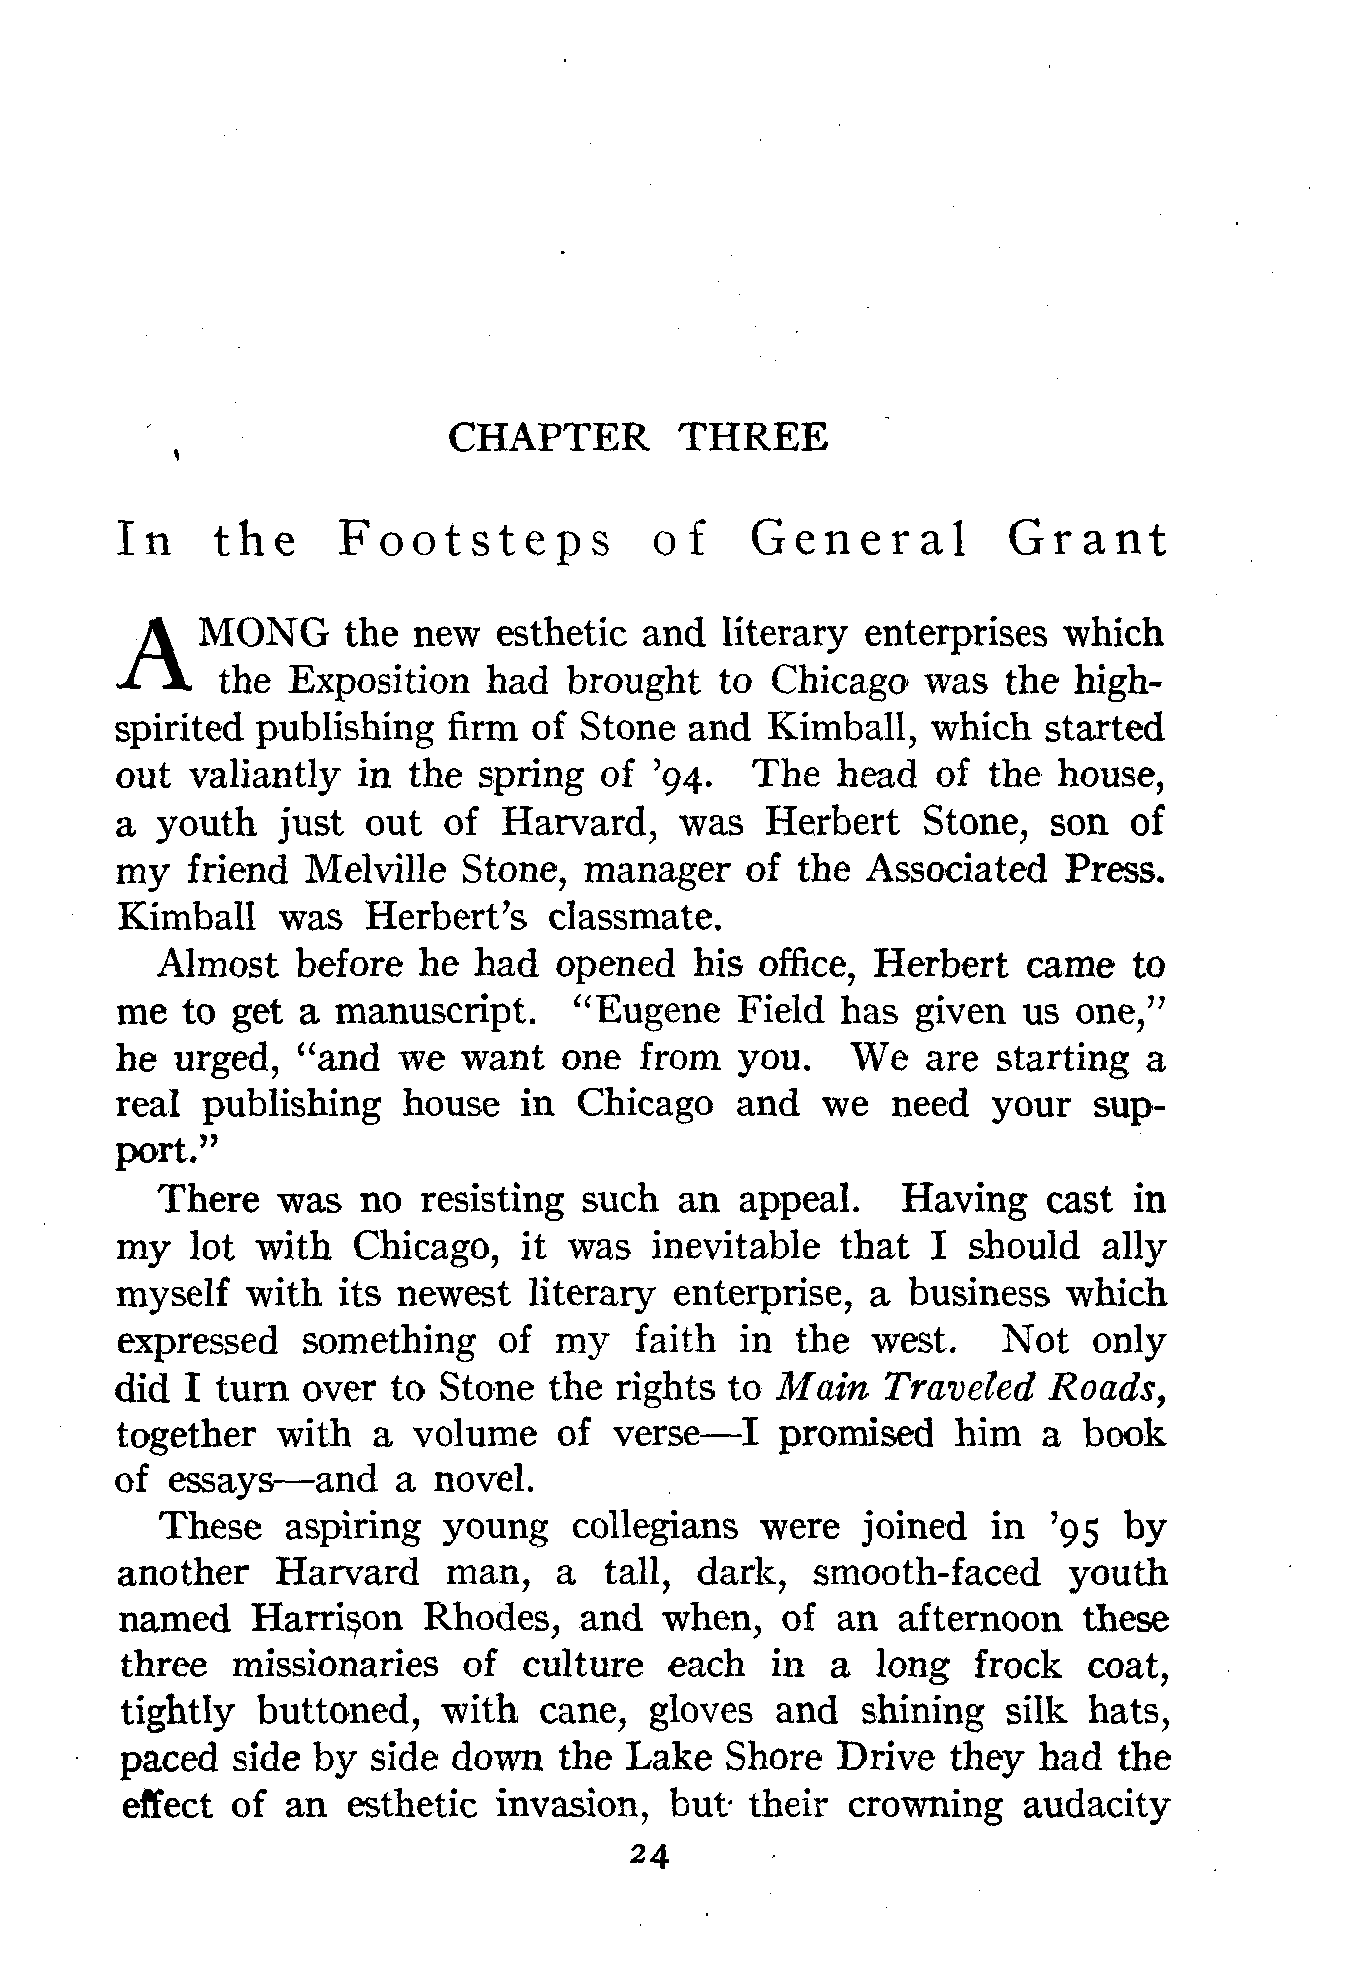 CHAPTER THREE
In the Footsteps of General Grant
AMONG the new esthetic and literary enterprises which
the Exposition had brought to Chicago was the high-
spirited publishing firm of Stone and Kimball, which started
out valiantly in the spring of ’94. The head of the house,
a youth just out of Harvard, was Herbert Stone, son of
my friend Melville Stone, manager of the Associated Press.
Kimball was Herbert’s classmate.
Almost before he had opened his office, Herbert came to
me to get a manuscript. “Eugene Field has given us one,”
he urged, “and we want one from you. We are starting a
real publishing house in Chicago and we need your sup-
port.”
There was no resisting such an appeal. Having cast in
my lot with Chicago, it was inevitable that I should ally
myself with its newest literary enterprise, a business which
expressed something of my faith in the west. Not only
did I turn over to Stone the rights to Main Traveled Roads,
together with a volume of verse—I promised him a book
of essays—and a novel.
These aspiring young collegians were joined in ’95 by
another Harvard man, a tall, dark, smooth-faced youth
named Harrison Rhodes, and when, of an afternoon these
three missionaries of culture each in a long frock coat,
tightly buttoned, with cane, gloves and shining silk hats,
paced side by side down the Lake Shore Drive they had the
effect of an esthetic invasion, but their crowning audacity
24